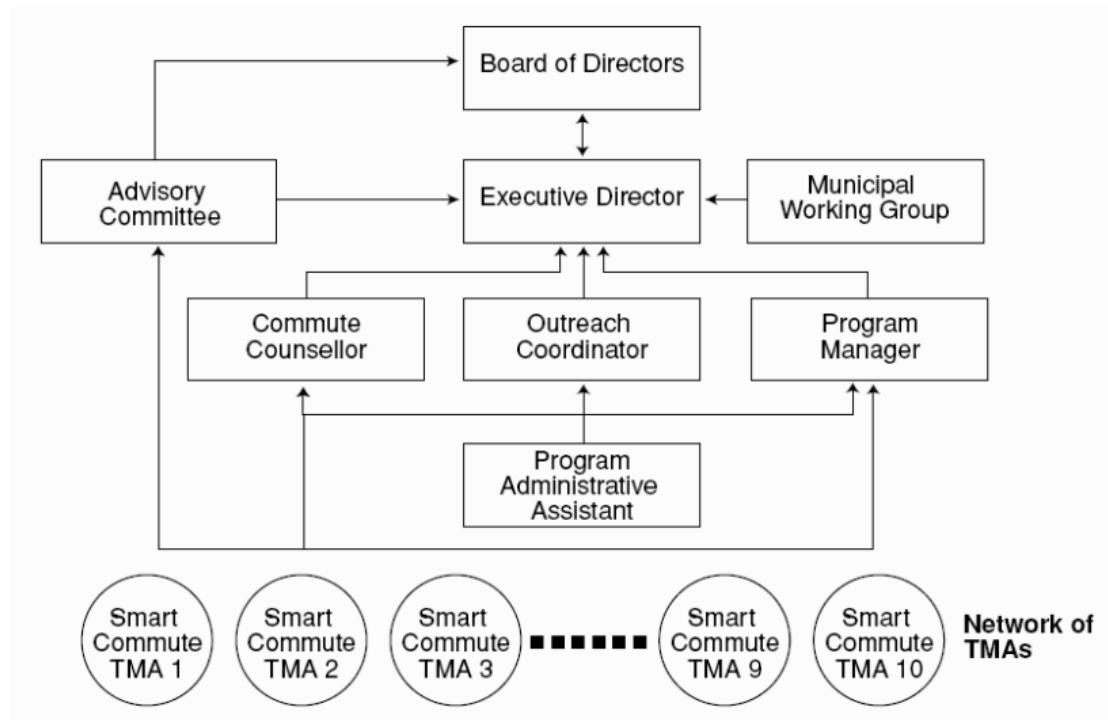 Board of Directors
Advisory
Committee
Executive Director
Municipal
Working Group
Commute
Counsellor
Outreach
Coordinator
Program
Manager
Program
Administrative
Assistant
Smart
Commute
TMA 1
Smart
Commute
TMA 2
Smart
Commute
TMA 3
Smart
Commute
TMA 9
Smart
Commute
TMA 10
Network of
TMAs